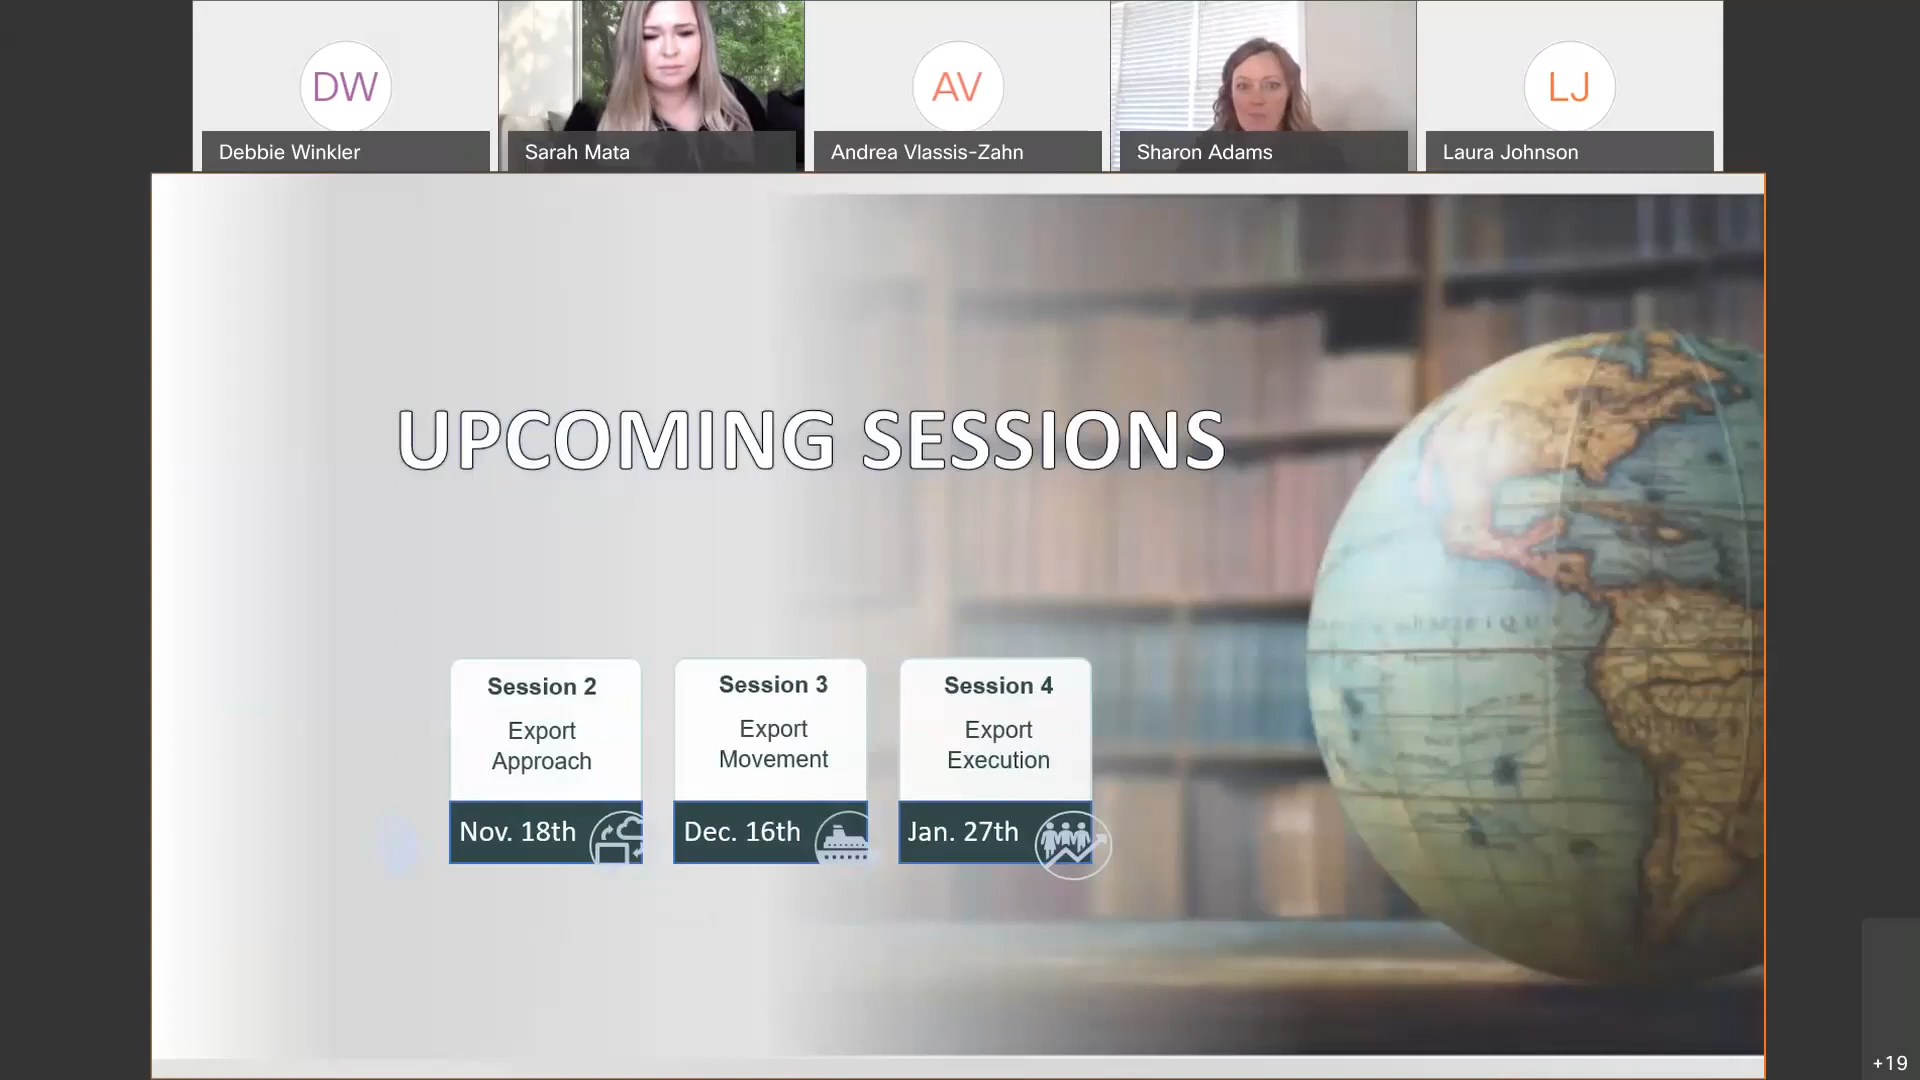 DW
AV
LJ
Debbie Winkler
Sarah Mata
Andrea Vlassis-Zahn
Sharon Adams
Laura Johnson
UPCOMING SESSIONS
Session 2
Export
Approach
Nov. 18th
Session 3
Export
Movement
Dec. 16th
Session 4
Export
Execution
Jan. 27th
+19